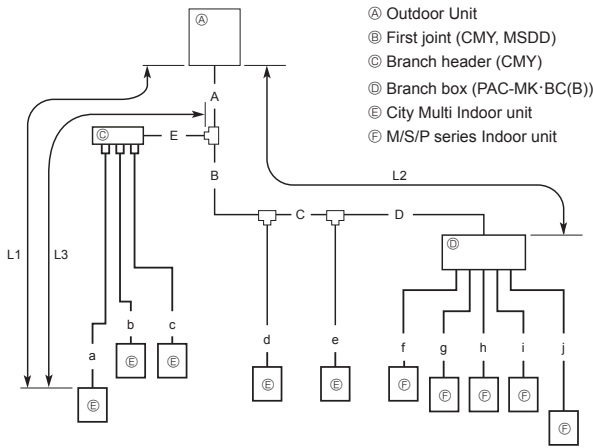 Ⓐ Outdoor Unit
Ⓑ First joint (CMY, MSDD)
Ⓒ Branch header (CMY)
Ⓓ Branch box (PAC-MK·BC(B))
Ⓔ City Multi Indoor unit
Ⓕ M/S/P series Indoor unit
Ⓐ
A
Ⓒ
E
B
L2
C
D
L1
L3
Ⓓ
a
b
c
d
e
f
g
h
i
j
Ⓔ
Ⓔ
Ⓔ
Ⓔ
Ⓔ
Ⓕ
Ⓕ
Ⓕ
Ⓕ
Ⓕ